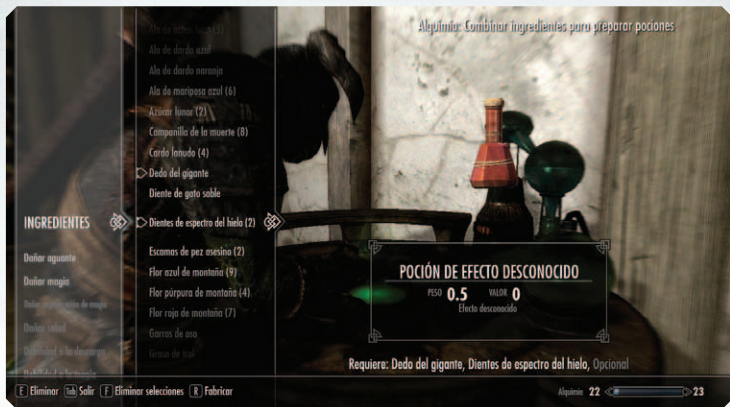 Alquimia: Combinar ingredientes para preparar pociones
Ala de dardo azul
Ala de dardo naranja
Ala de mariposa azul (6)
Azúcar lunar (2)
Campanilla de la muerte (8)
Cardo lanudo (4)
Dedo del gigante
Diente de gato sable
INGREDIENTES
Dientes de espectro del hielo (2)
Escamas de pez asesino (2)
Flor azul de montaña (9)
Flor púrpura de montaña (4)
Flor roja de montaña (7)
Garras de oso
Grasa de trol
Dañar aguante
Dañar magia
Dañar salud
POCIÓN DE EFECTO DESCONOCIDO
PESO 0.5 VALOR 0
Efecto desconocido
Requiere: Dedo del gigante, Dientes de espectro del hielo, Opcional
E Eliminar Tab Salir F Eliminar selecciones R Fabricar
Alquimia 22 23